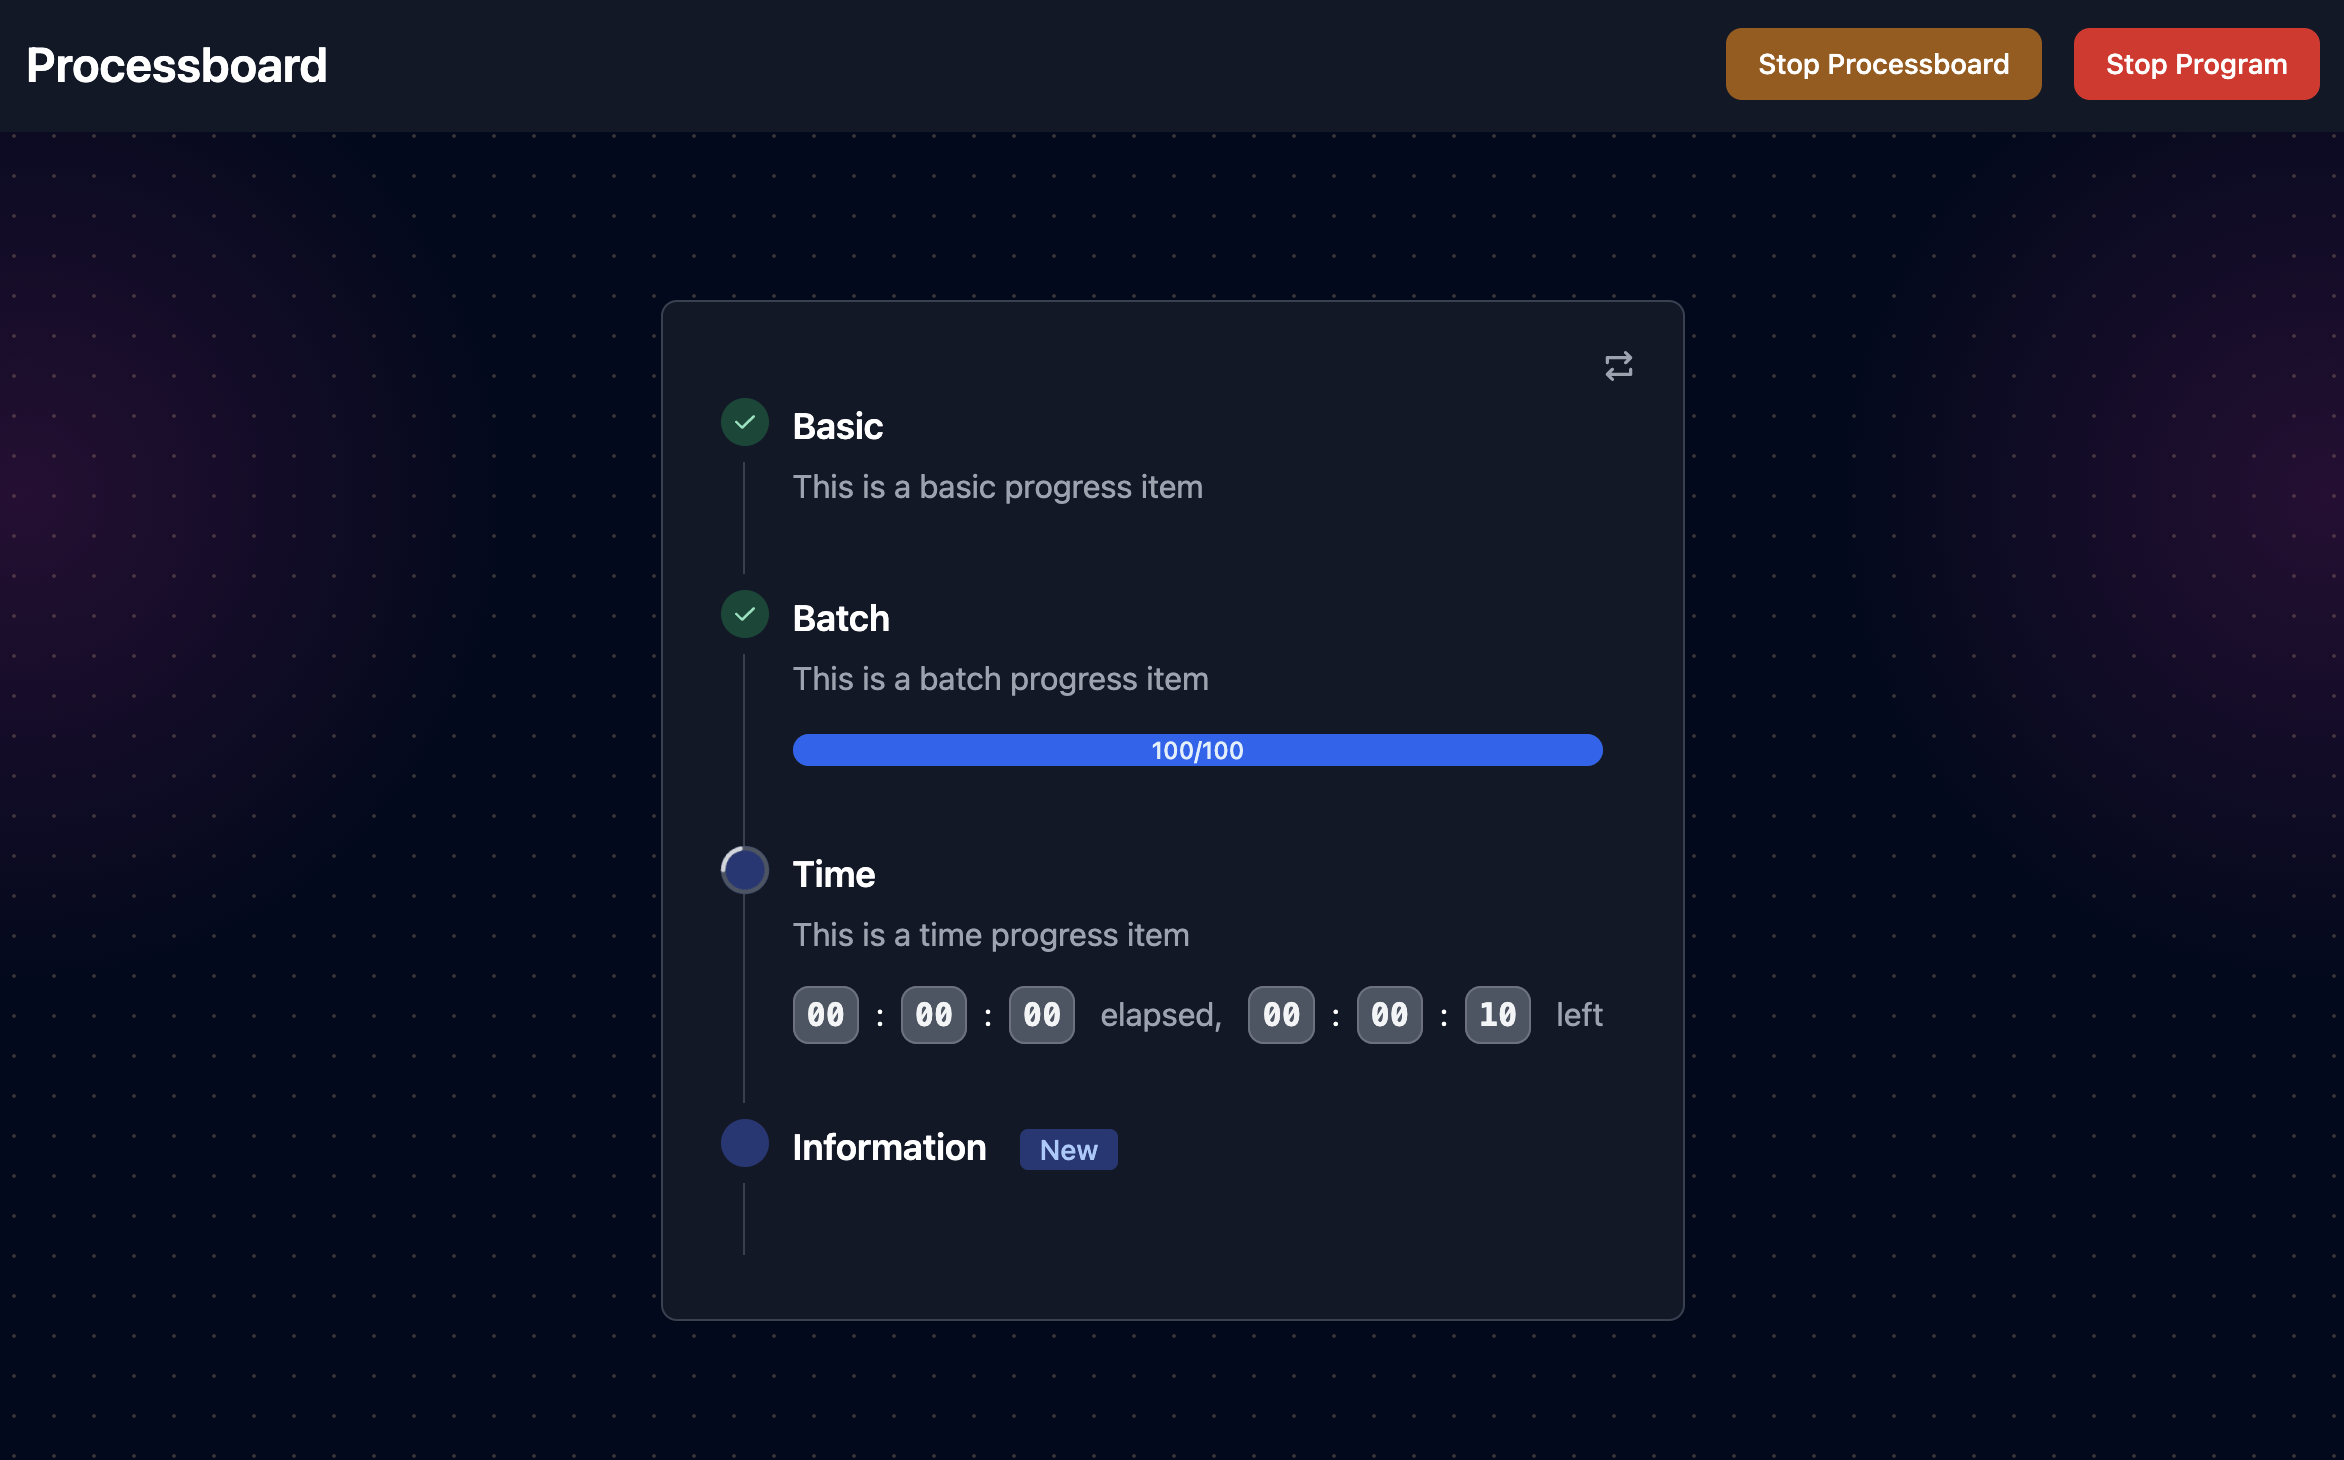 Processboard
Stop Processboard
Stop Program
Basic
This is a basic progress item
Batch
This is a batch progress item
100/100
Time
This is a time progress item
00 : 00 : 00 elapsed, 00 : 00 : 10 left
Information New